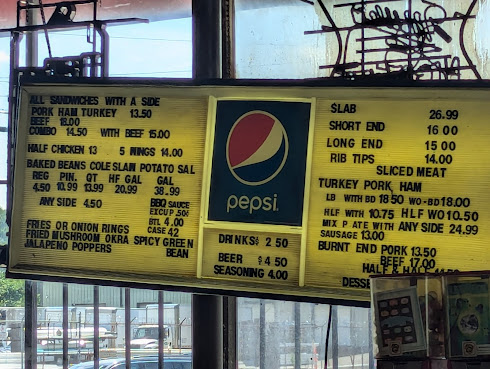 ALL SANDWICHES WITH A SIDE
PORK HAM TURKEY 13.50
BEEF 18.00
COMBO 14.50 WITH BEEF 15.00
HALF CHICKEN 13 5 WINGS 14.00
BAKED BEANS COLESLAW POTATO SAL
REG PIN. QT HF GAL GAL
4.50 10.99 13.99 20.99 38.99
ANY SIDE 4.50
BBQ SAUCE
EXCUP 50¢
BTL 4.00
CASE 42
FRIES OR ONION RINGS
FRIED MUSHROOM OKRA SPICY GREEN
JALAPENO POPPERS BEAN
pepsi
DRINKS 2 50
BEER $4 50
SEASONING 4.00
SLAB 26.99
SHORT END 16 00
LONG END 15 00
RIB TIPS 14.00
SLICED MEAT
TURKEY PORK HAM
LB WITH BD 18 50 WO-BD 18.00
HLF WITH 10.75 HLF WO 10.50
MIX P ATE WITH ANY SIDE 24.99
SAUSAGE 13.00
BURNT END PORK 13.50
BEEF 17.00
HALF & HALF